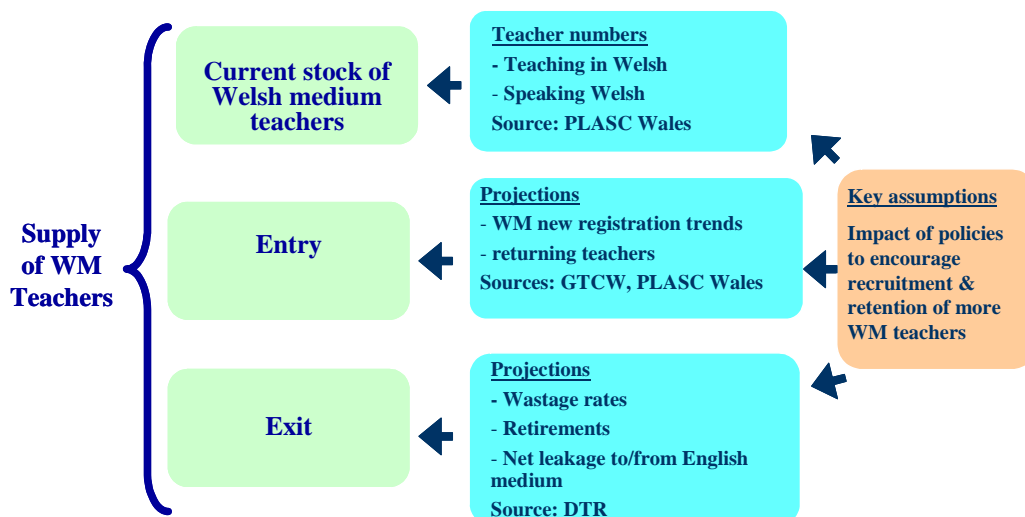 Supply
of WM
Teachers
Current stock of
Welsh medium
teachers
Teacher numbers
- Teaching in Welsh
- Speaking Welsh
Source: PLASC Wales
Entry
Projections
- WM new registration trends
- returning teachers
Sources: GTCW, PLASC Wales
Exit
Projections
- Wastage rates
- Retirements
- Net leakage to/from English
medium
Source: DTR
Key assumptions
Impact of policies
to encourage
recruitment &
retention of more
WM teachers